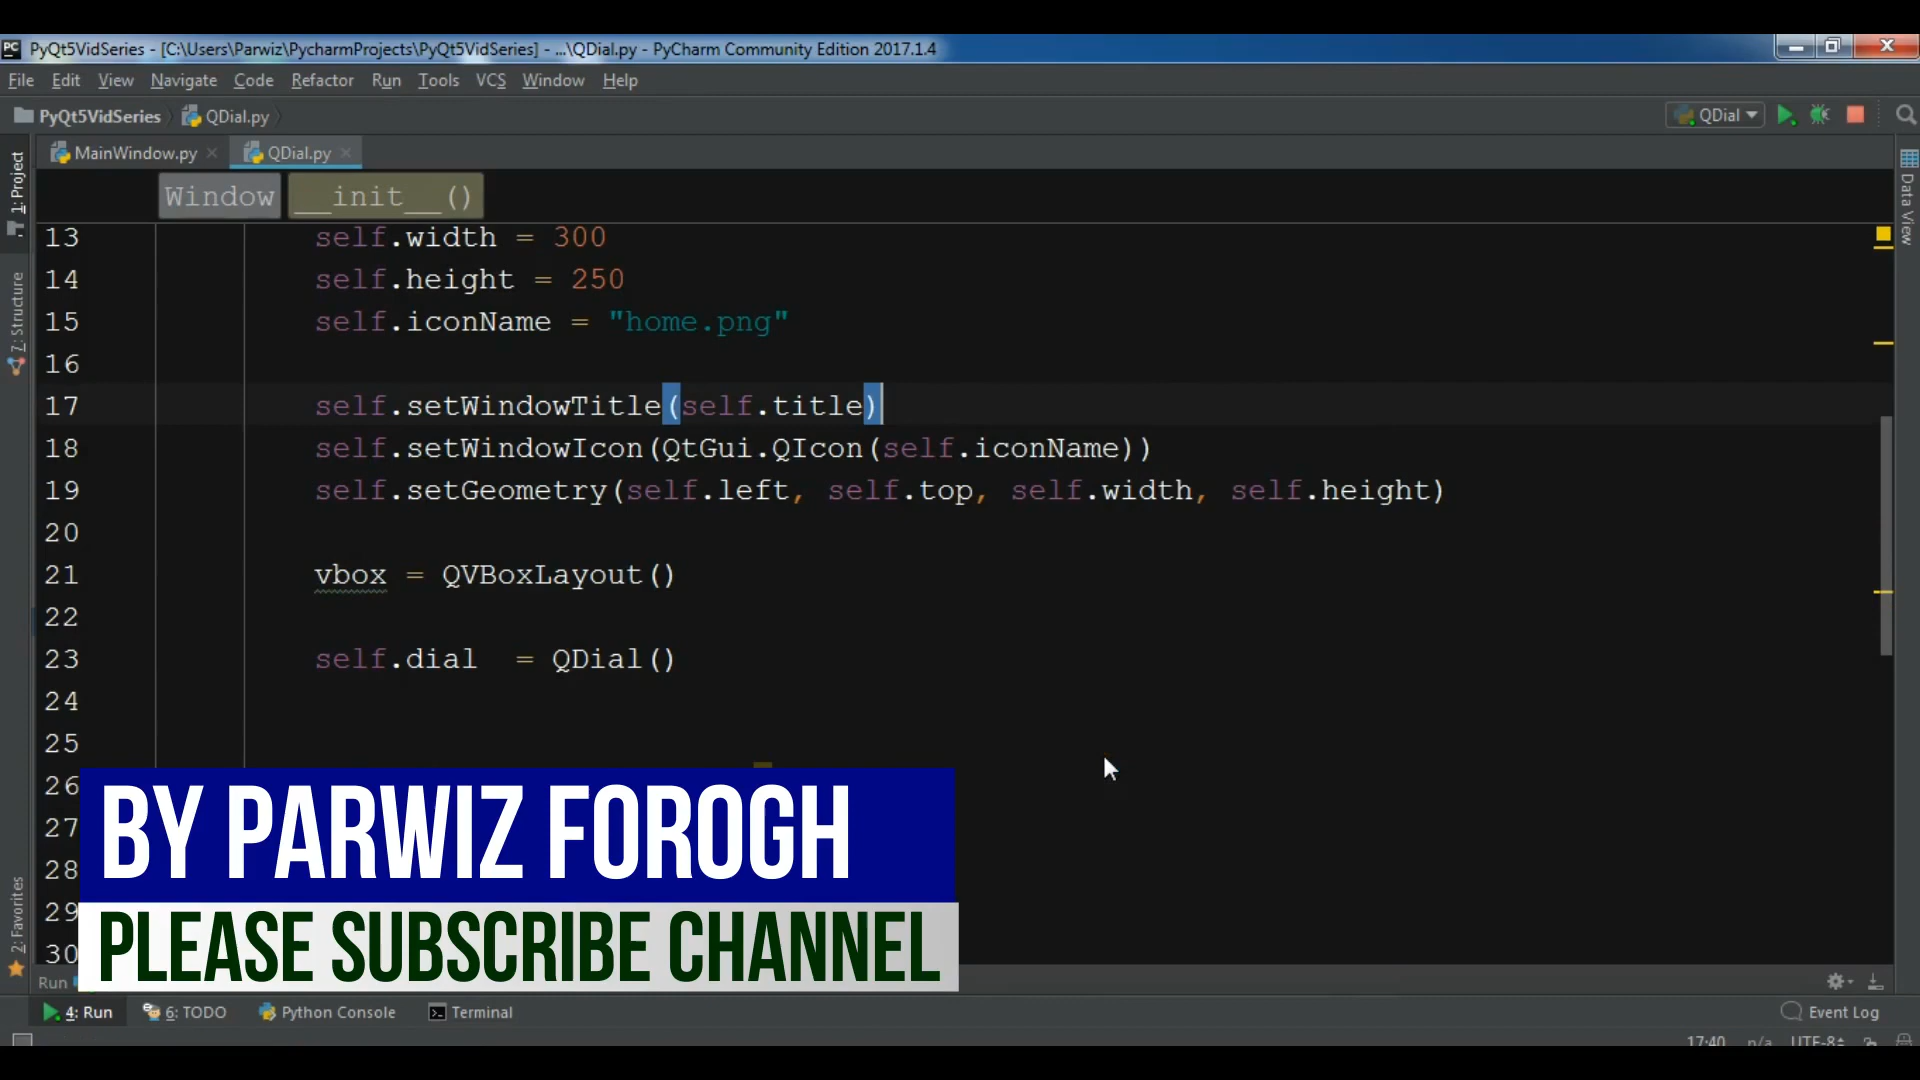 PyQt5VidSeries - [C:\Users\Parwiz\PycharmProjects\PyQt5VidSeries] - ...\QDial.py - PyCharm Community Edition 2017.1.4
File Edit View Navigate Code Refactor Run Tools VCS Window Help
PyQt5VidSeries QDial.py QDial
MainWindow.py QDial.py
1: Project
7: Structure
2: Favorites
Data View
Window __init__()
13 self.width = 300
14 self.height = 250
15 self.iconName = "home.png"
16
17 self.setWindowTitle(self.title)
18 self.setWindowIcon(QtGui.QIcon(self.iconName))
19 self.setGeometry(self.left, self.top, self.width, self.height)
20
21 vbox = QVBoxLayout()
22
23 self.dial = QDial()
24
25
26
27
28
29
30
BY PARWIZ FOROGH
PLEASE SUBSCRIBE CHANNEL
Run
4: Run 6: TODO Python Console Terminal Event Log
17:40 n/a UTF-8